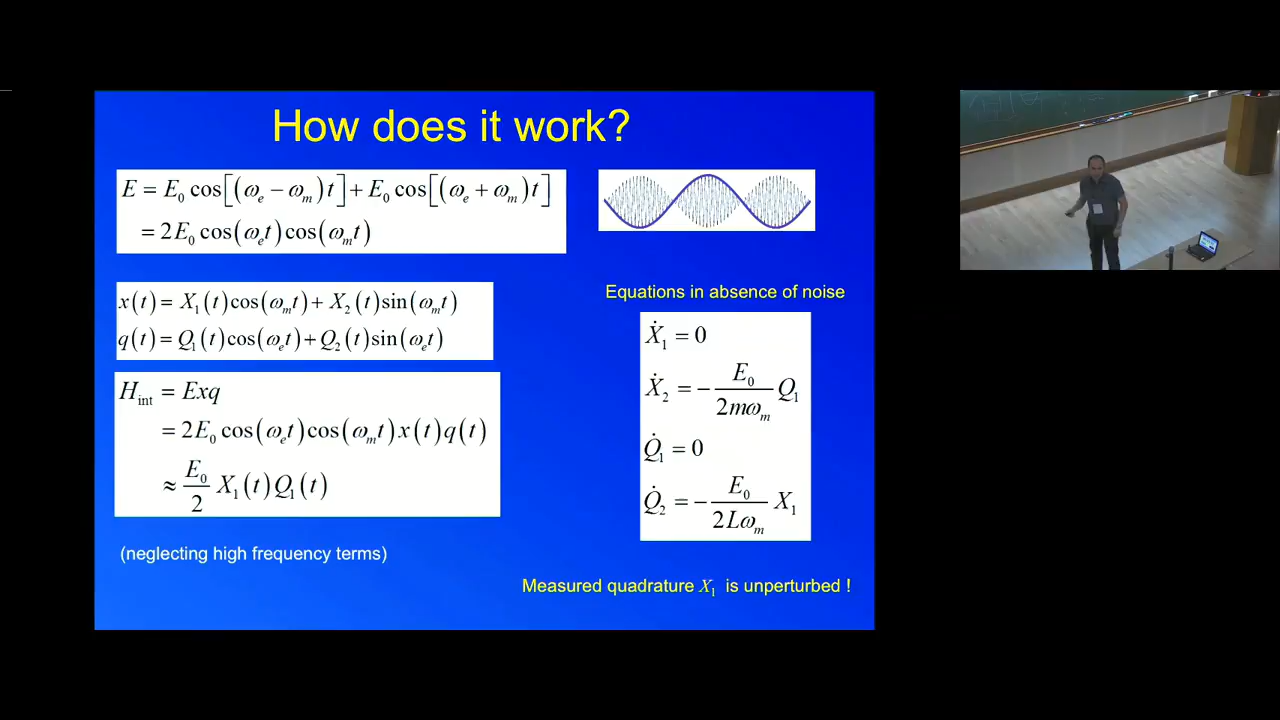 How does it work?
E = E₀ cos[(ωₑ − ωₘ) t] + E₀ cos[(ωₑ + ωₘ) t]
= 2E₀ cos(ωₑt) cos(ωₘt)
x(t) = X₁(t) cos(ωₘt) + X₂(t) sin(ωₘt)
q(t) = Q₁(t) cos(ωₑt) + Q₂(t) sin(ωₑt)
H_int = Exq
= 2E₀ cos(ωₑt) cos(ωₘt) x(t) q(t)
≈ E₀/2 X₁(t) Q₁(t)
(neglecting high frequency terms)
Equations in absence of noise
Ẋ₁ = 0
Ẋ₂ = − E₀/2mωₘ Q₁
Q̇₁ = 0
Q̇₂ = − E₀/2Lωₘ X₁
Measured quadrature X₁ is unperturbed !